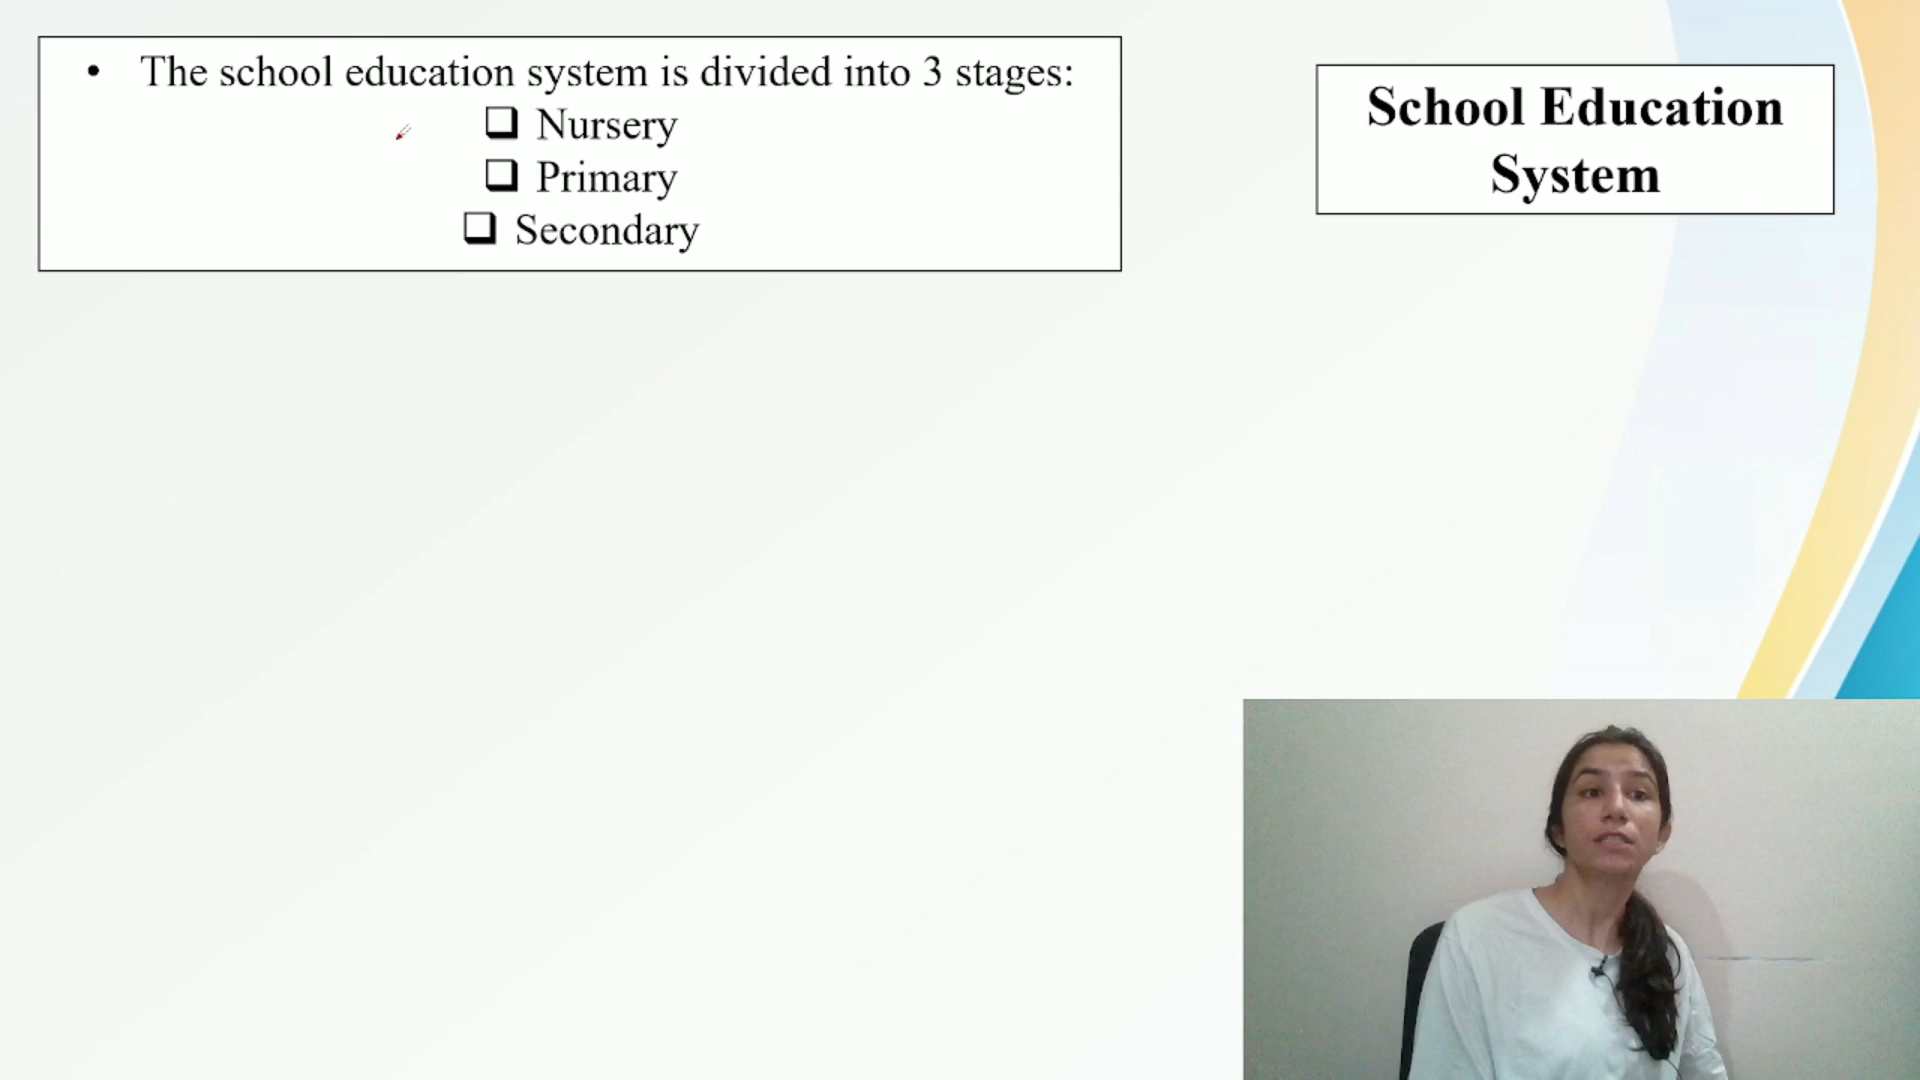 • The school education system is divided into 3 stages:
❑ Nursery
❑ Primary
❑ Secondary
School Education
System